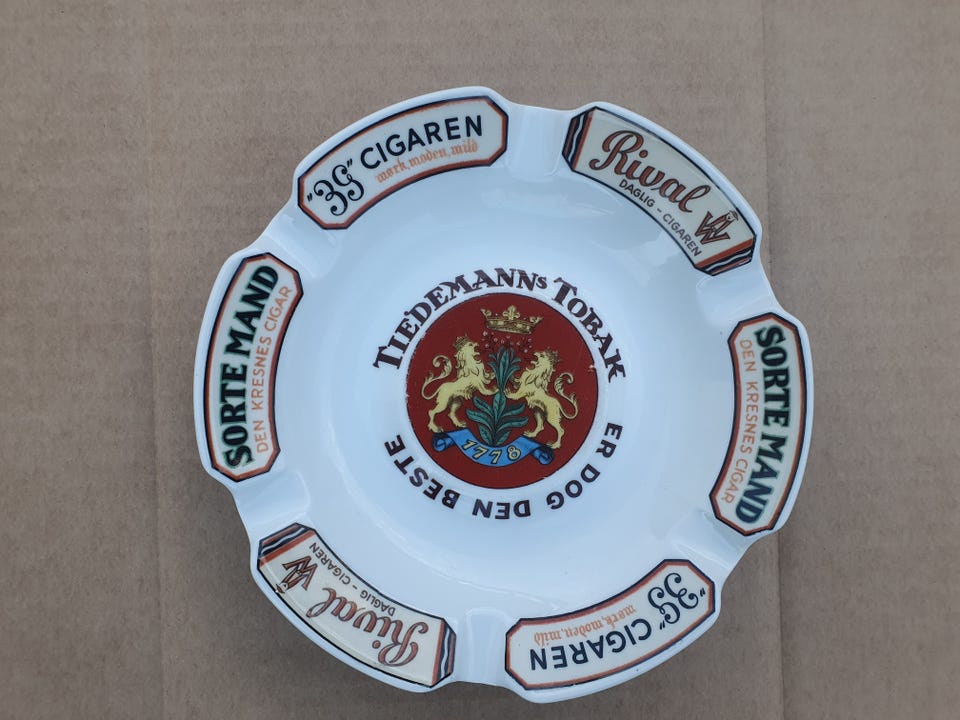 "3G" CIGAREN
mørk, moden, mild
Rival
DAGLIG - CIGAREN
SORTE MAND
DEN KRESNES CIGAR
SORTE MAND
DEN KRESNES CIGAR
TIEDEMANNS TOBAK
1778
ER DOG DEN BESTE
Rival
DAGLIG - CIGAREN
"3G" CIGAREN
mørk, moden, mild